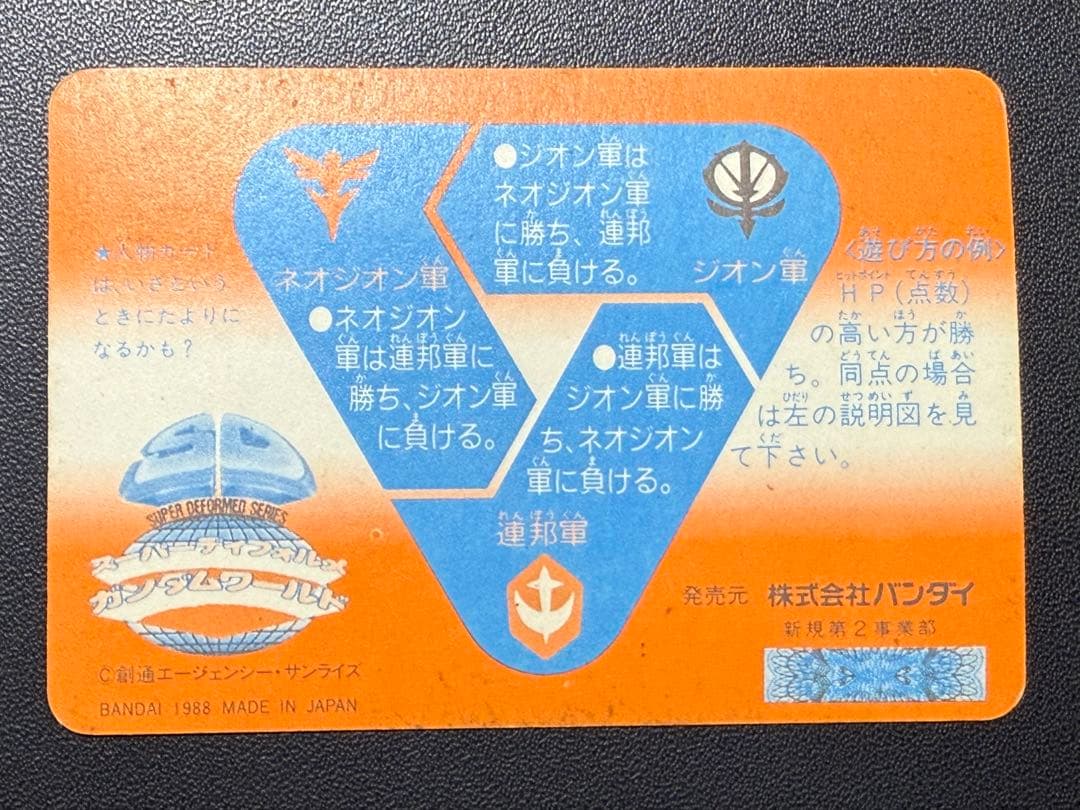 ●ジオン軍は
ネオジオン軍
に勝ち、連邦
軍に負ける。
ジオン軍
ネオジオン軍
●ネオジオン
軍は連邦軍に
勝ち、ジオン軍
に負ける。
●連邦軍は
ジオン軍に勝
ち、ネオジオン
軍に負ける。
連邦軍
★人物カード
は、いざという
ときにたよりに
なるかも?
〈遊び方の例〉
HP(点数)
の高い方が勝
ち。同点の場合
は左の説明図を見
て下さい。
SUPER DEFORMED SERIES
スーパーディフォルメ
ガンダムワールド
©創通エージェンシー・サンライズ
BANDAI 1988 MADE IN JAPAN
発売元 株式会社バンダイ
新規第2事業部